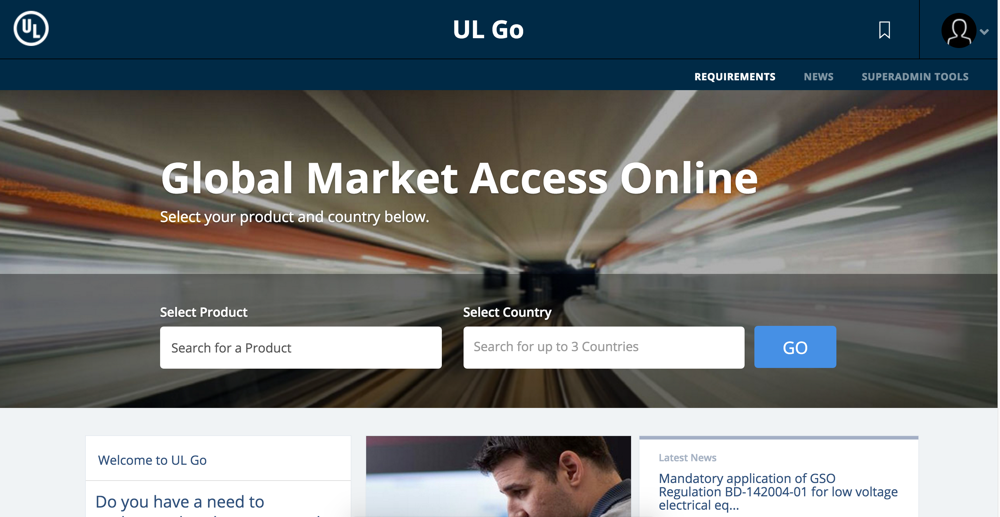 UL
UL Go
REQUIREMENTS NEWS SUPERADMIN TOOLS
Global Market Access Online
Select your product and country below.
Select Product
Select Country
Search for a Product
Search for up to 3 Countries
GO
Welcome to UL Go
Do you have a need to
Latest News
Mandatory application of GSO
Regulation BD-142004-01 for low voltage
electrical eq...